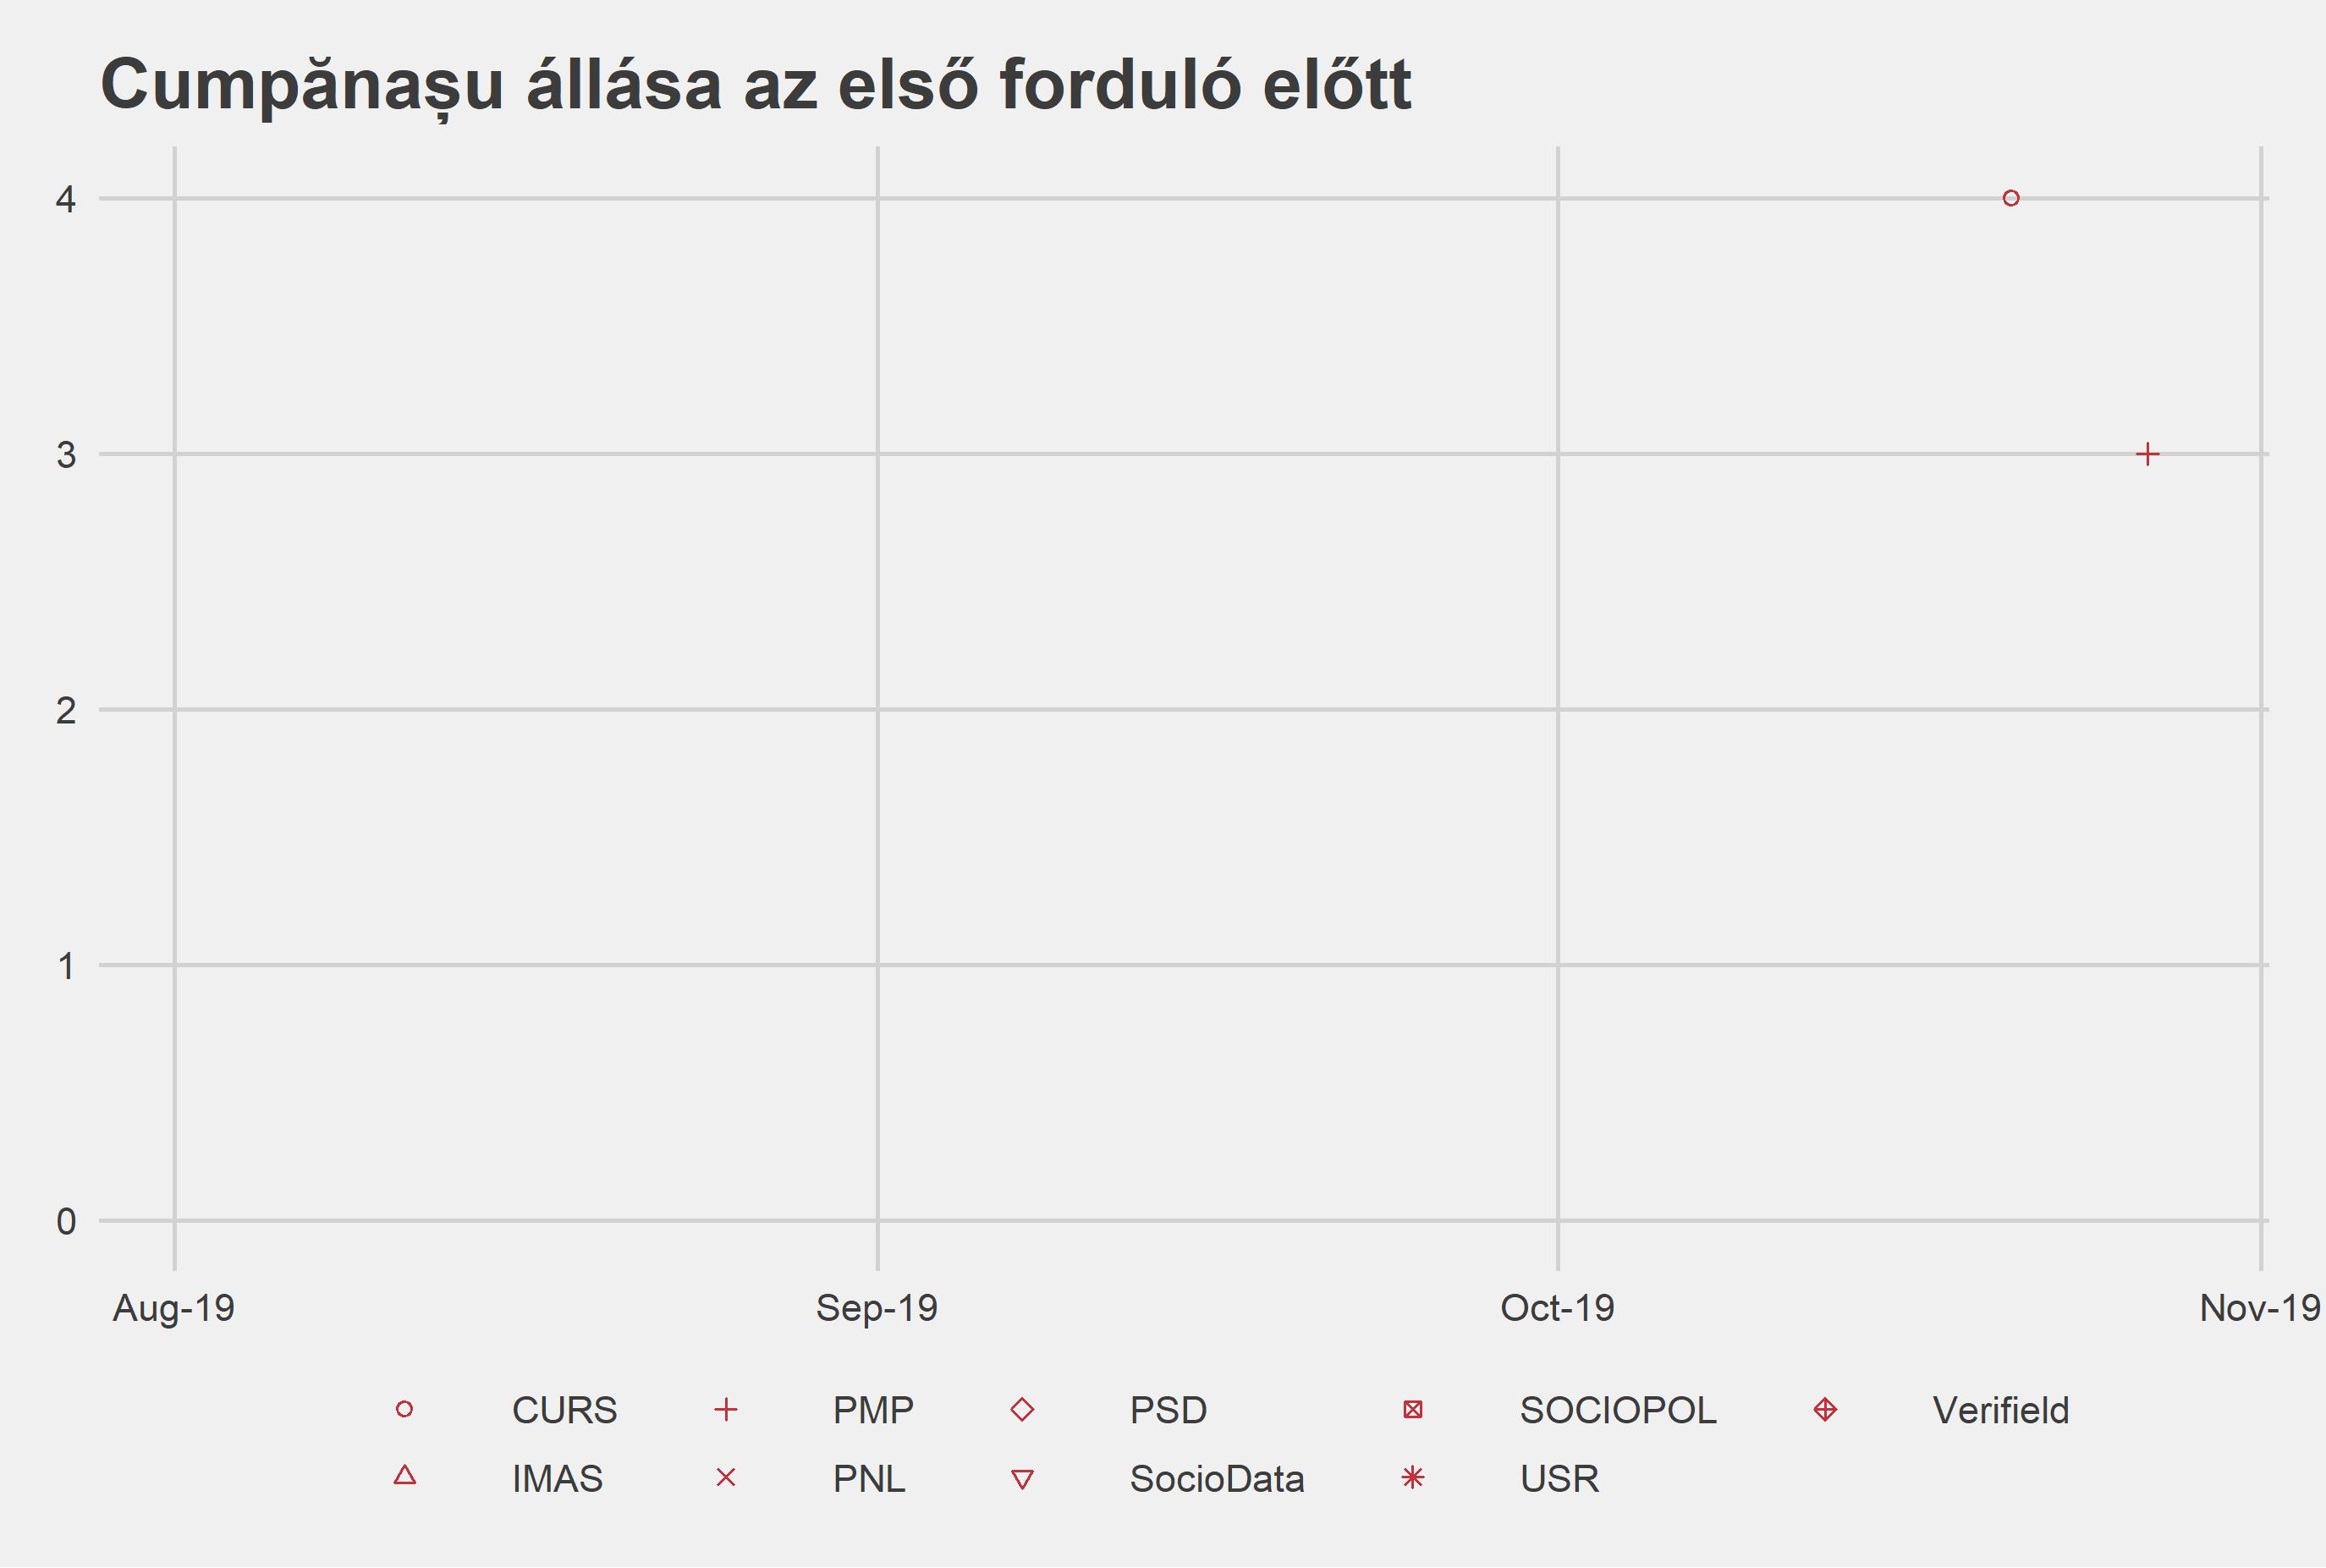 Cumpănașu állása az első forduló előtt
4
3
2
1
0
Aug-19 Sep-19 Oct-19 Nov-19
CURS PMP PSD SOCIOPOL Verifield
IMAS PNL SocioData USR